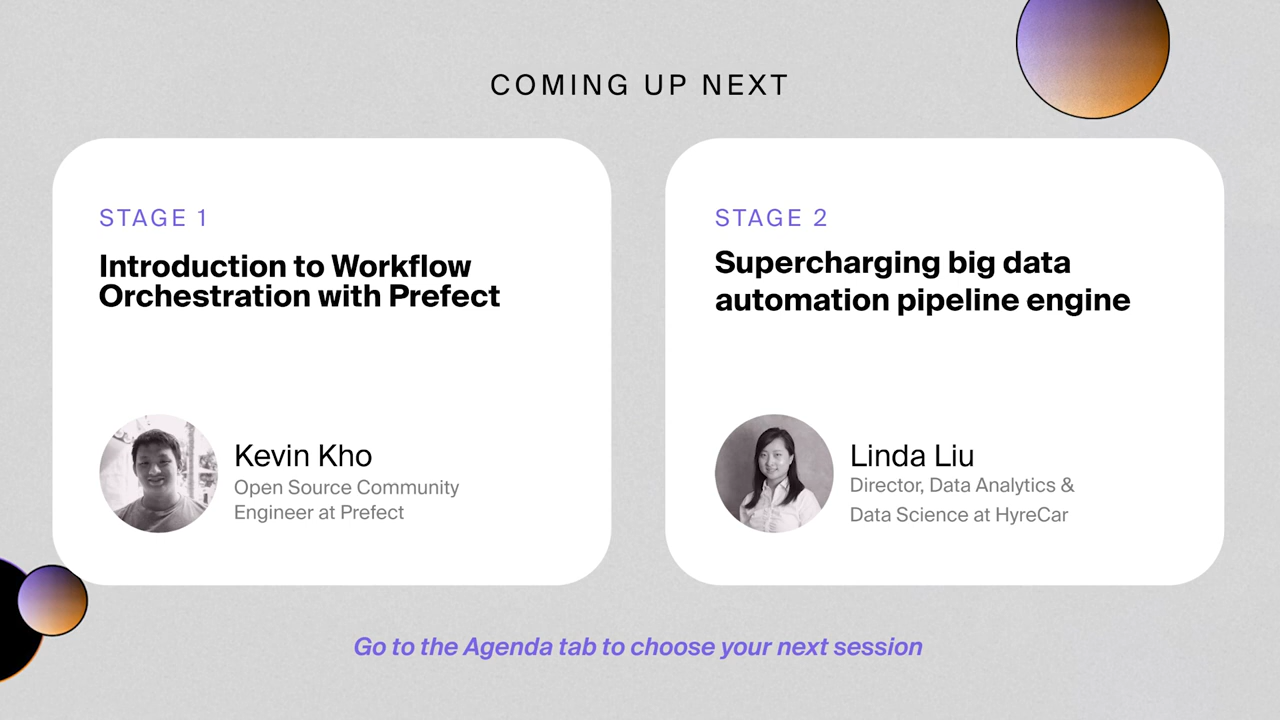 COMING UP NEXT
STAGE 1
Introduction to Workflow
Orchestration with Prefect
Kevin Kho
Open Source Community
Engineer at Prefect
STAGE 2
Supercharging big data
automation pipeline engine
Linda Liu
Director, Data Analytics &
Data Science at HyreCar
Go to the Agenda tab to choose your next session